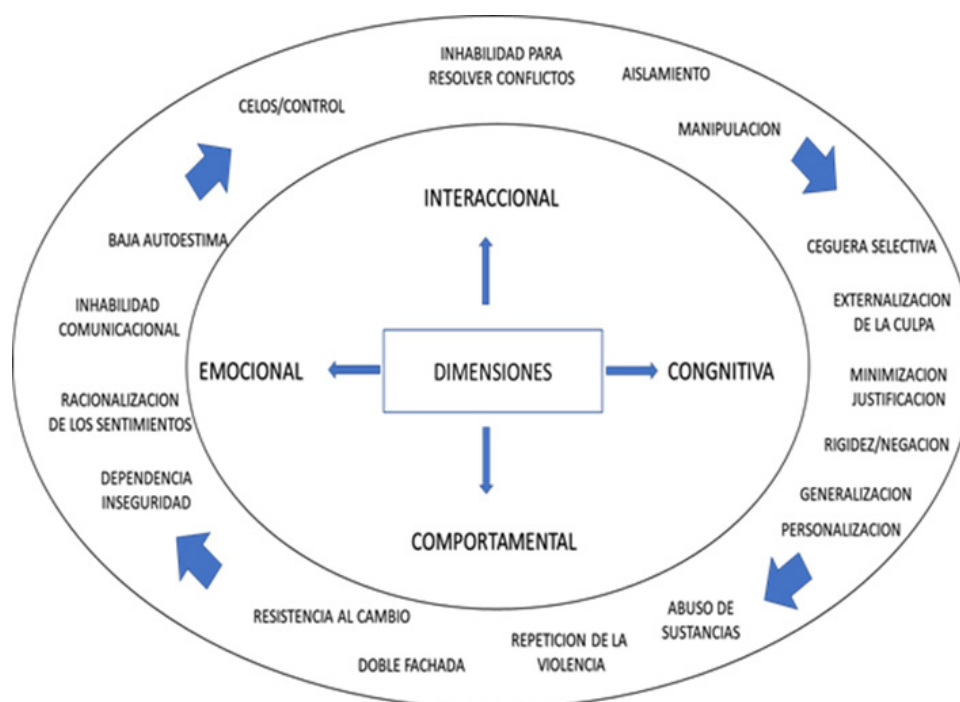 INHABILIDAD PARA
RESOLVER CONFLICTOS
AISLAMIENTO
CELOS/CONTROL
MANIPULACION
INTERACCIONAL
BAJA AUTOESTIMA
CEGUERA SELECTIVA
INHABILIDAD
COMUNICACIONAL
EXTERNALIZACION
DE LA CULPA
EMOCIONAL
DIMENSIONES
CONGNITIVA
MINIMIZACION
JUSTIFICACION
RACIONALIZACION
DE LOS SENTIMIENTOS
RIGIDEZ/NEGACION
DEPENDENCIA
INSEGURIDAD
GENERALIZACION
PERSONALIZACION
COMPORTAMENTAL
RESISTENCIA AL CAMBIO
ABUSO DE
SUSTANCIAS
REPETICION DE LA
VIOLENCIA
DOBLE FACHADA